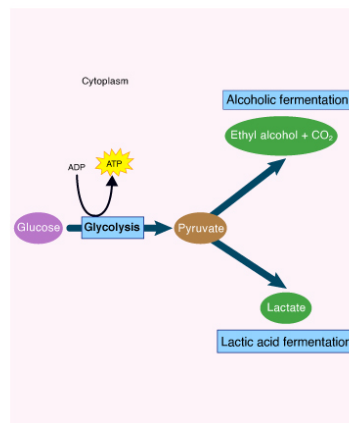 Cytoplasm
Alcoholic fermentation
Ethyl alcohol + CO₂
ADP
ATP
Glucose
Glycolysis
Pyruvate
Lactate
Lactic acid fermentation